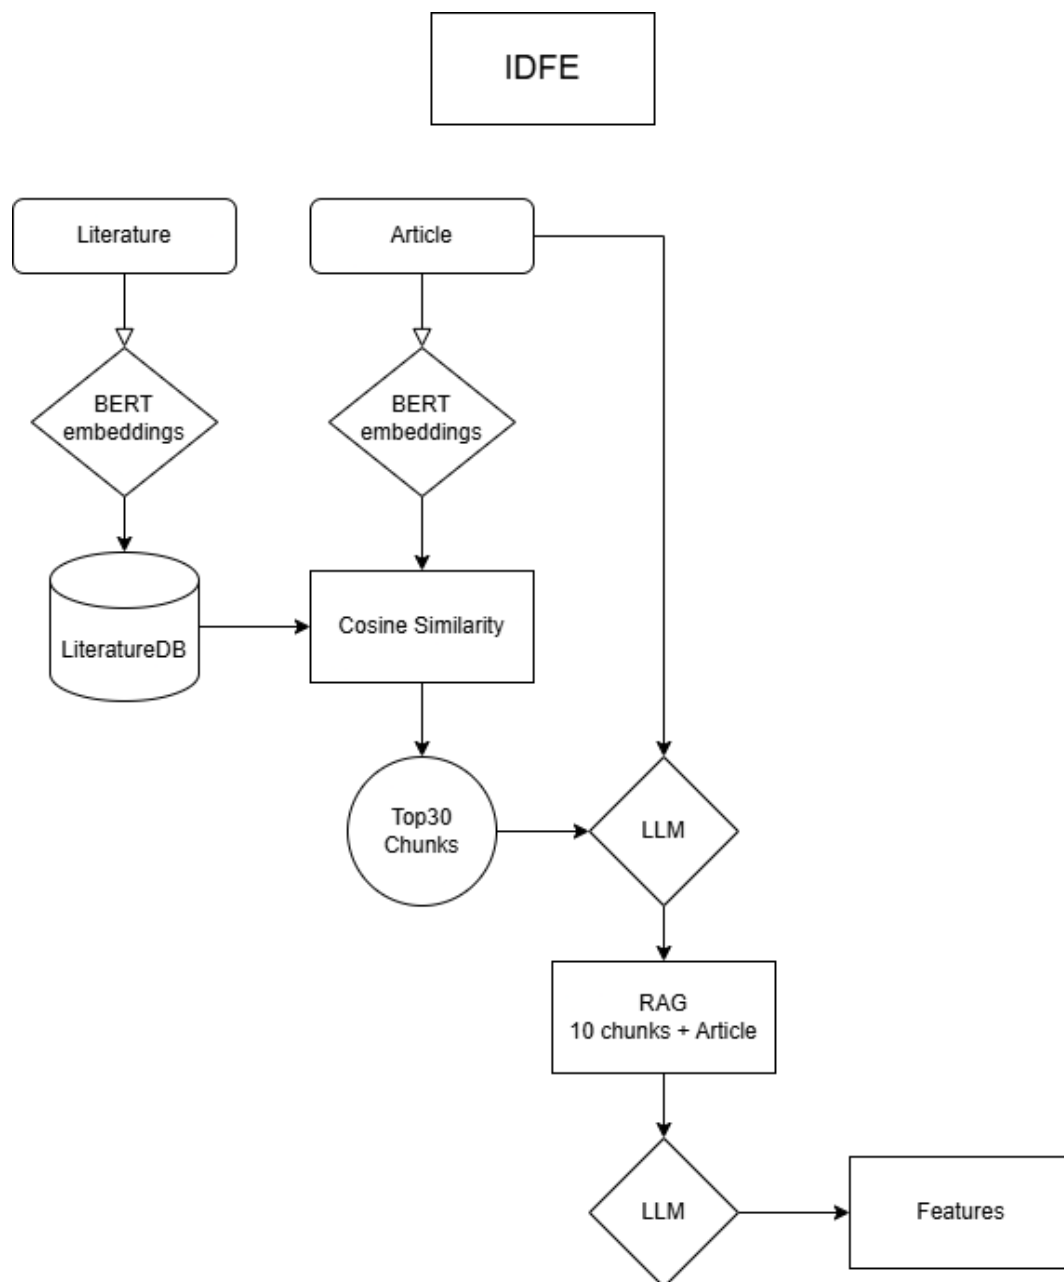 IDFE
Literature
Article
BERT
embeddings
BERT
embeddings
LiteratureDB
Cosine Similarity
Top30
Chunks
LLM
RAG
10 chunks + Article
LLM
Features